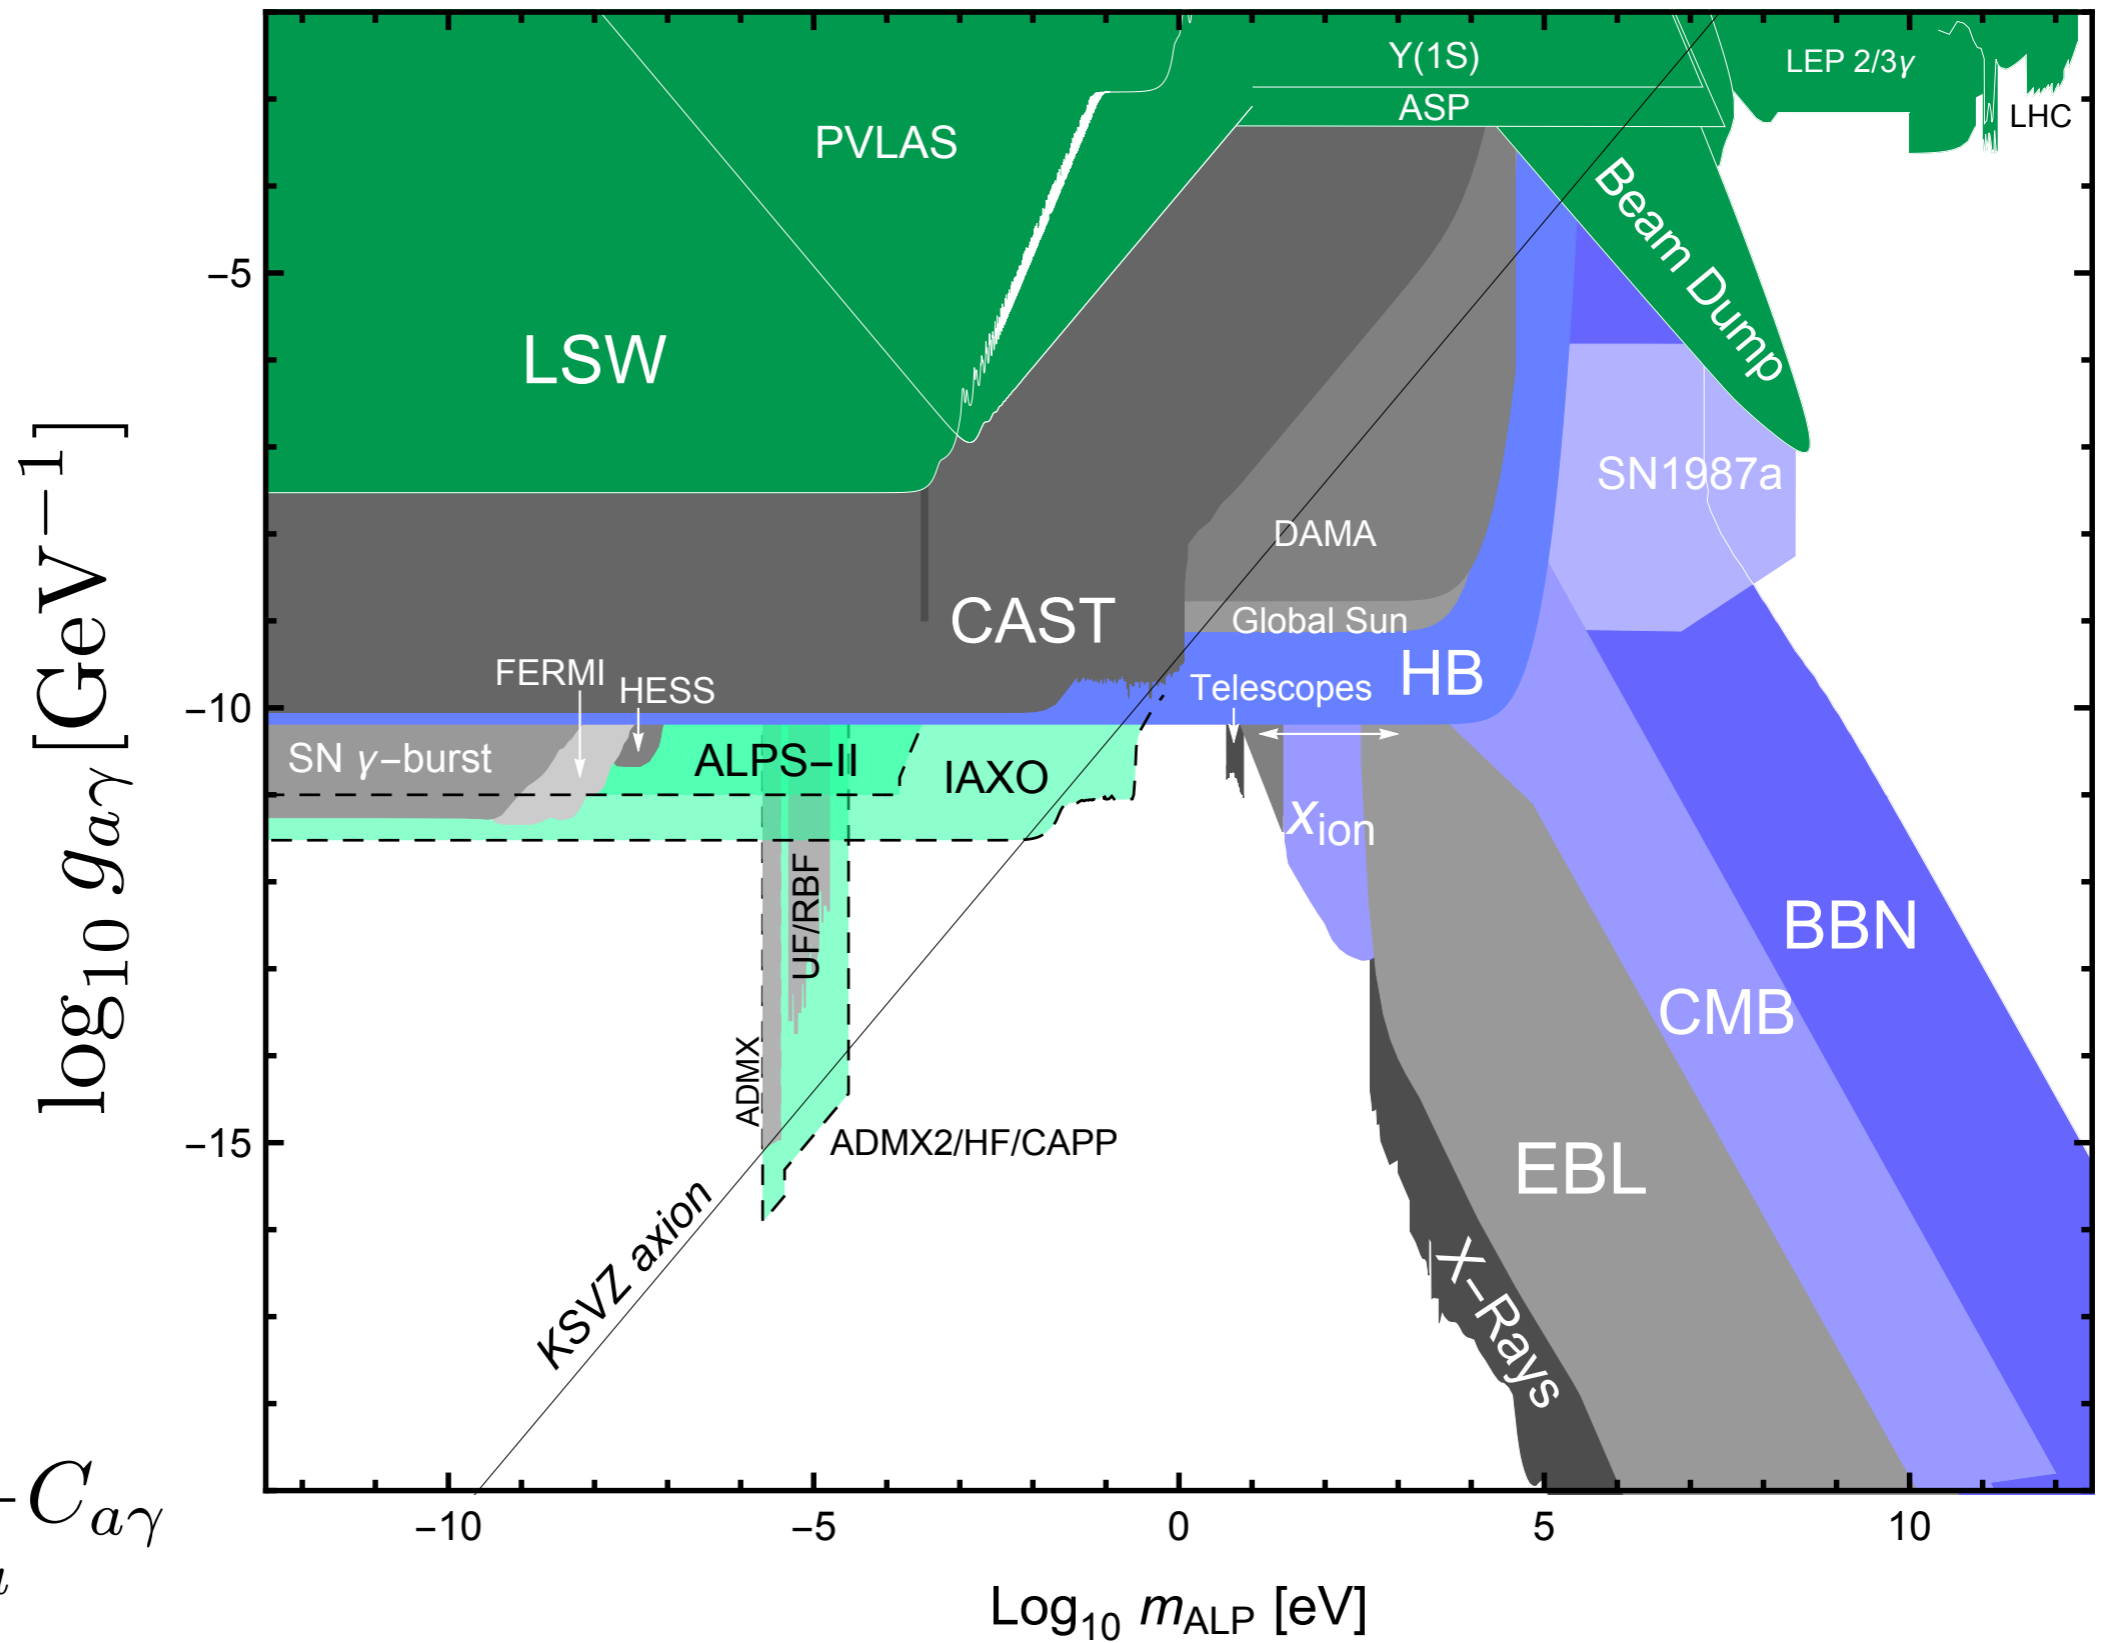 Y(1S)
LEP 2/3γ
ASP
LHC
PVLAS
Beam Dump
−5
LSW
SN1987a
DAMA
CAST
Global Sun
FERMI
HESS
Telescopes
HB
−10
SN γ−burst
ALPS−II
IAXO
χion
UF/RBF
BBN
CMB
ADMX
ADMX2/HF/CAPP
−15
EBL
KSVZ axion
X−Rays
log10 gaγ [GeV−1]
Caγ
−10
−5
0
5
10
Log10 mALP [eV]